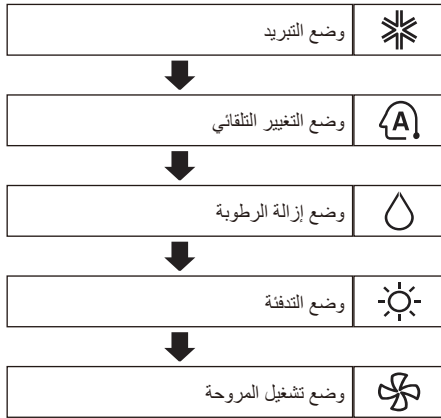 وضع التبريد
A
وضع التغيير التلقائي
وضع إزالة الرطوبة
وضع التدفئة
وضع تشغيل المروحة